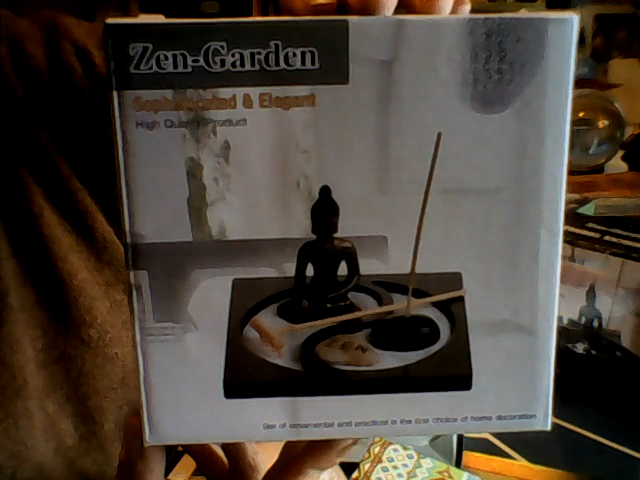 Zen-Garden
Sophisticated & Elegant
High Quality Product
Set of ornamental and practical is the first choice of home decoration